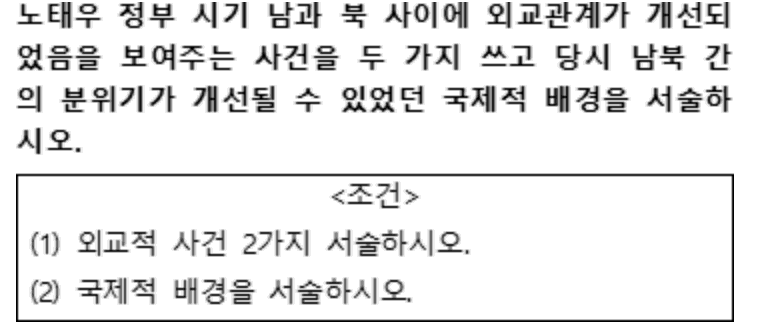 노태우 정부 시기 남과 북 사이에 외교관계가 개선되
었음을 보여주는 사건을 두 가지 쓰고 당시 남북 간
의 분위기가 개선될 수 있었던 국제적 배경을 서술하
시오.
<조건>
(1) 외교적 사건 2가지 서술하시오.
(2) 국제적 배경을 서술하시오.